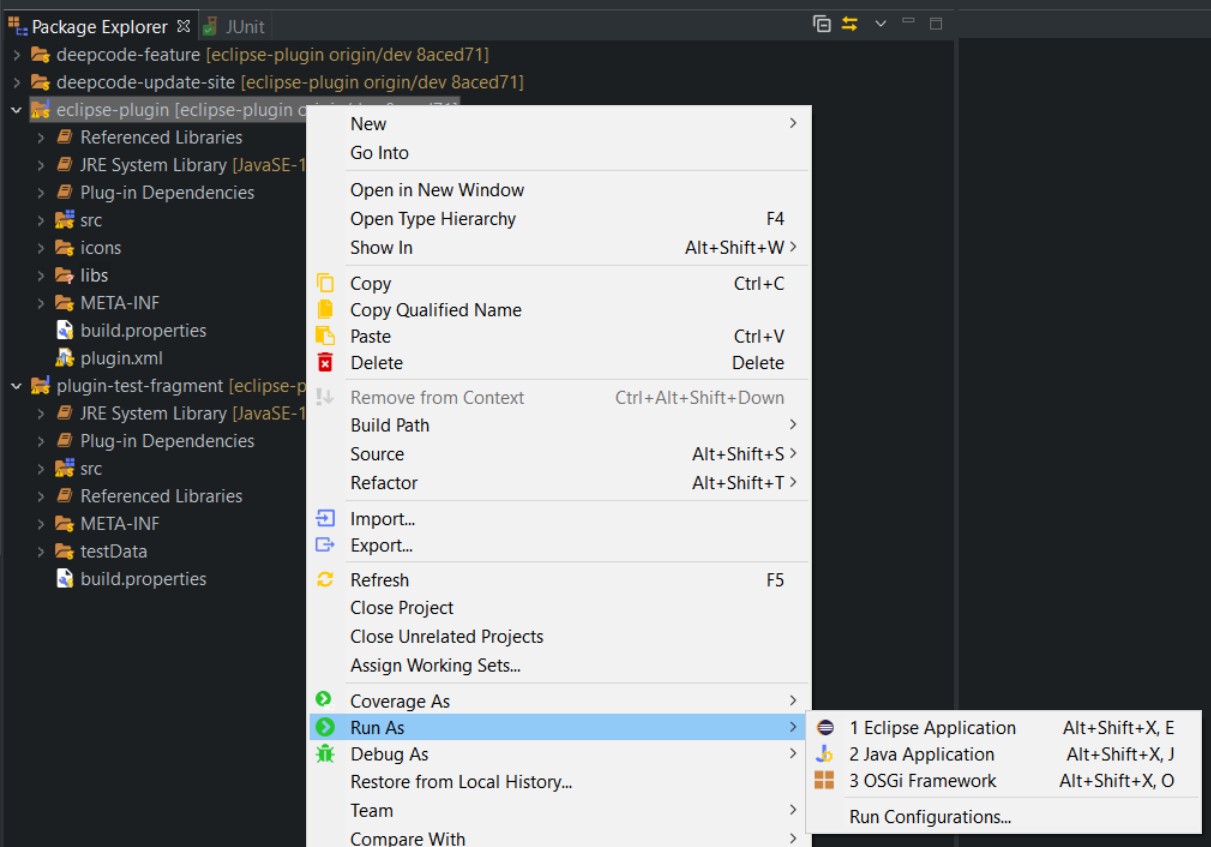 Package Explorer JUnit
deepcode-feature [eclipse-plugin origin/dev 8aced71]
deepcode-update-site [eclipse-plugin origin/dev 8aced71]
eclipse-plugin [eclipse-plugin
Referenced Libraries
JRE System Library [JavaSE-1
Plug-in Dependencies
src
icons
libs
META-INF
build.properties
plugin.xml
plugin-test-fragment [eclipse-p
JRE System Library [JavaSE-1
Plug-in Dependencies
src
Referenced Libraries
META-INF
testData
build.properties
New
Go Into
Open in New Window
Open Type Hierarchy F4
Show In Alt+Shift+W
Copy Ctrl+C
Copy Qualified Name
Paste Ctrl+V
Delete Delete
Remove from Context Ctrl+Alt+Shift+Down
Build Path
Source Alt+Shift+S
Refactor Alt+Shift+T
Import...
Export...
Refresh F5
Close Project
Close Unrelated Projects
Assign Working Sets...
Coverage As
Run As
Debug As
Restore from Local History...
Team
Compare With
1 Eclipse Application Alt+Shift+X, E
2 Java Application Alt+Shift+X, J
3 OSGi Framework Alt+Shift+X, O
Run Configurations...